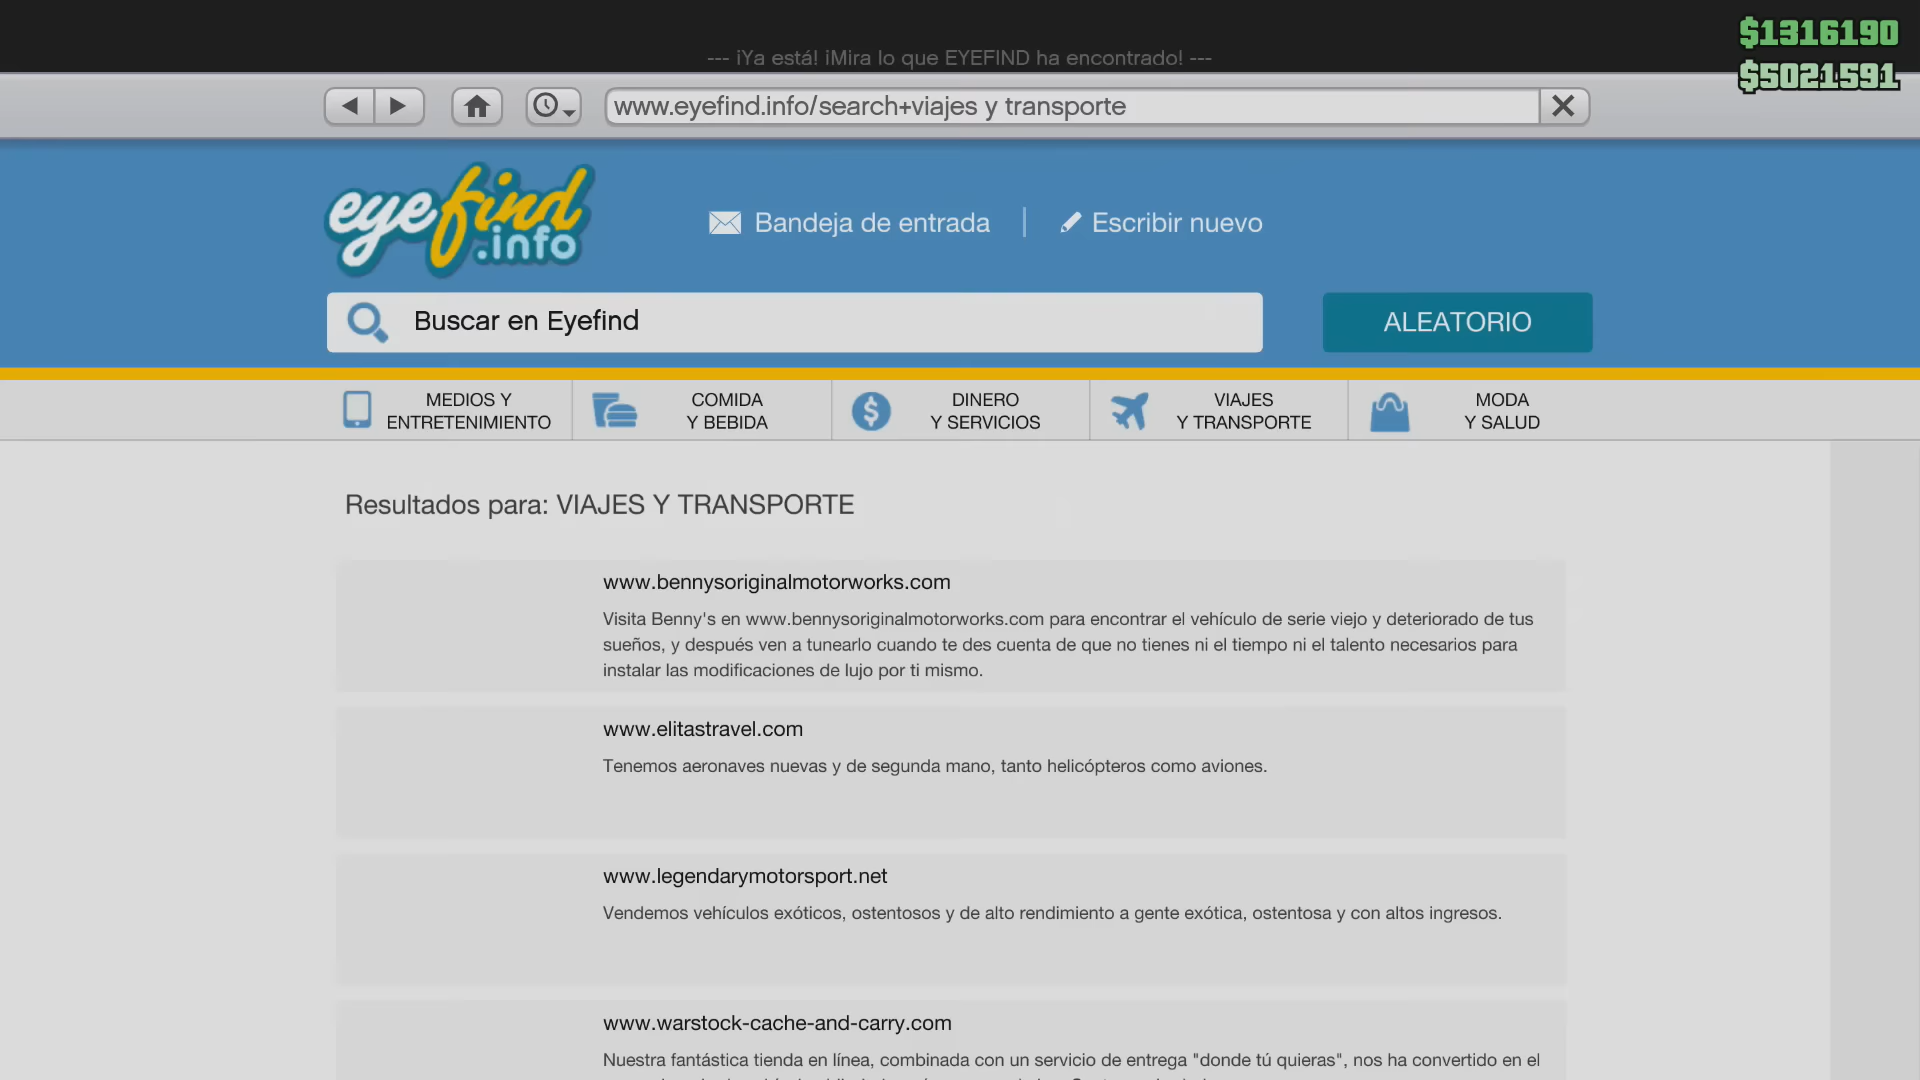 $1316190
--- ¡Ya está! ¡Mira lo que EYEFIND ha encontrado! ---
$5021591
www.eyefind.info/search+viajes y transporte
eyefind
.info
Bandeja de entrada
Escribir nuevo
Buscar en Eyefind
ALEATORIO
MEDIOS Y
ENTRETENIMIENTO
COMIDA
Y BEBIDA
DINERO
Y SERVICIOS
VIAJES
Y TRANSPORTE
MODA
Y SALUD
Resultados para: VIAJES Y TRANSPORTE
www.bennysoriginalmotorworks.com
Visita Benny's en www.bennysoriginalmotorworks.com para encontrar el vehículo de serie viejo y deteriorado de tus
sueños, y después ven a tunearlo cuando te des cuenta de que no tienes ni el tiempo ni el talento necesarios para
instalar las modificaciones de lujo por ti mismo.
www.elitastravel.com
Tenemos aeronaves nuevas y de segunda mano, tanto helicópteros como aviones.
www.legendarymotorsport.net
Vendemos vehículos exóticos, ostentosos y de alto rendimiento a gente exótica, ostentosa y con altos ingresos.
www.warstock-cache-and-carry.com
Nuestra fantástica tienda en línea, combinada con un servicio de entrega "donde tú quieras", nos ha convertido en el